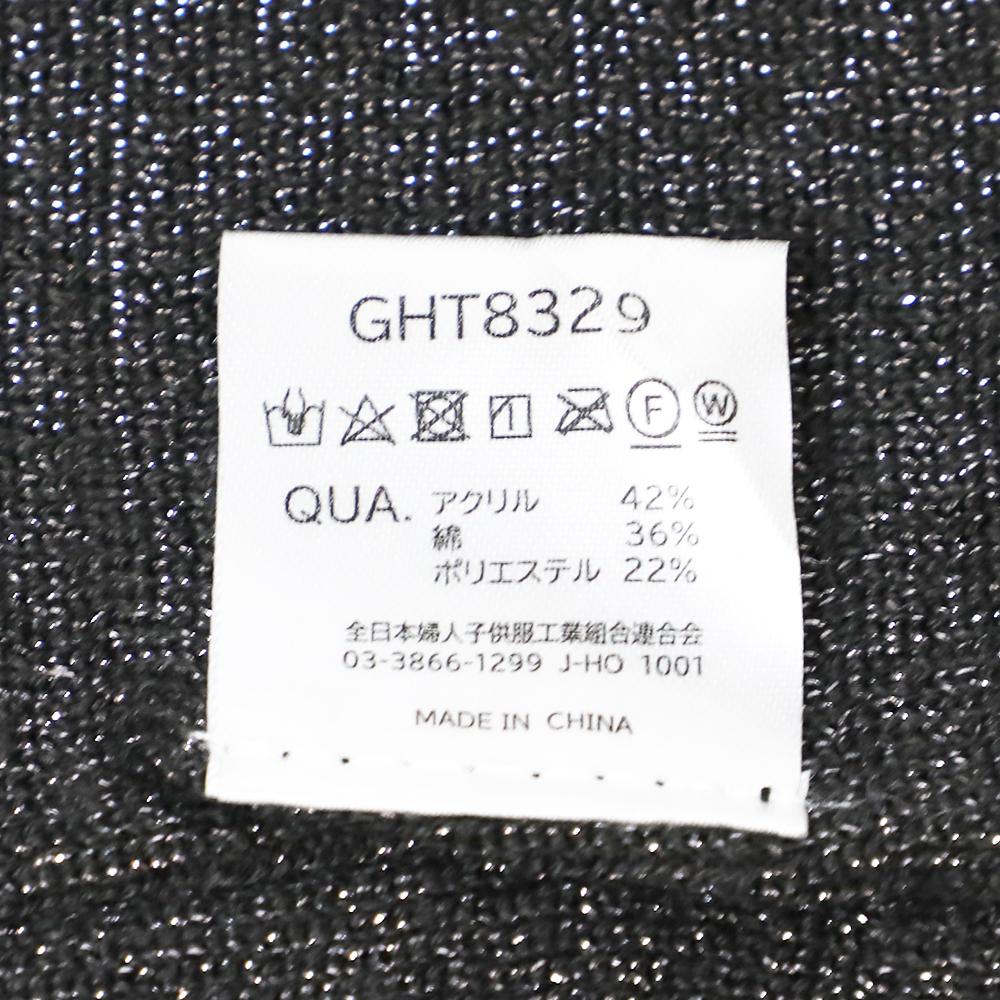 GHT8329
F W
QUA. アクリル 42%
綿 36%
ポリエステル 22%
全日本婦人子供服工業組合連合会
03-3866-1299 J-HO 1001
MADE IN CHINA